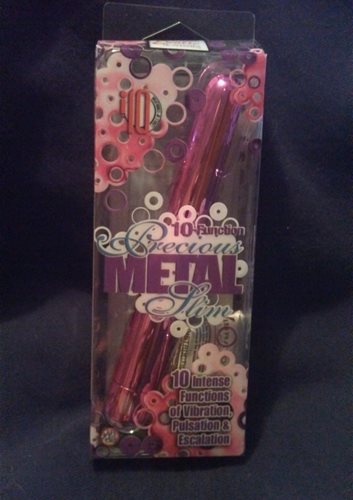 10
10-Function
Precious
METAL
Slim
10 Intense
Functions
of Vibration,
Pulsation &
Escalation